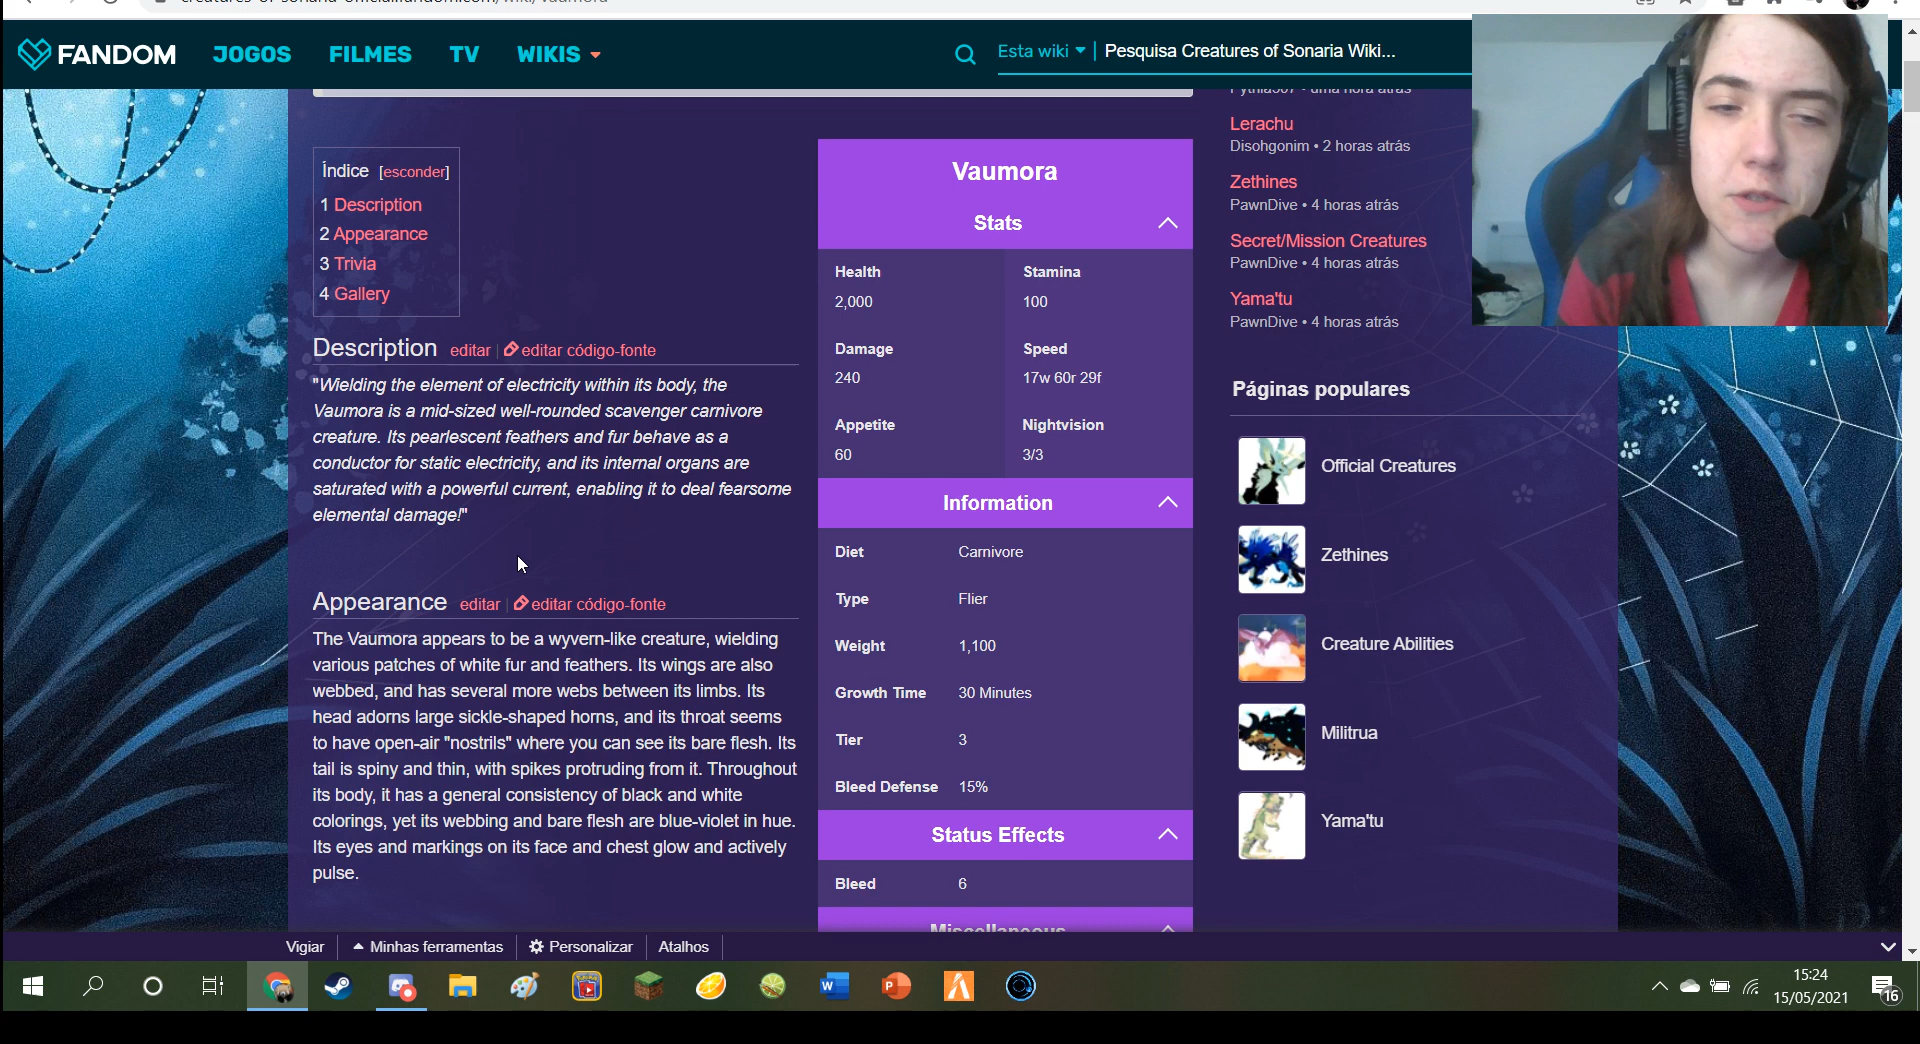 FANDOM
JOGOS
FILMES
TV
WIKIS
Esta wiki
Pesquisa Creatures of Sonaria Wiki...
Índice [esconder]
1 Description
2 Appearance
3 Trivia
4 Gallery
Description editar editar código-fonte
"Wielding the element of electricity within its body, the
Vaumora is a mid-sized well-rounded scavenger carnivore
creature. Its pearlescent feathers and fur behave as a
conductor for static electricity, and its internal organs are
saturated with a powerful current, enabling it to deal fearsome
elemental damage!"
Appearance editar editar código-fonte
The Vaumora appears to be a wyvern-like creature, wielding
various patches of white fur and feathers. Its wings are also
webbed, and has several more webs between its limbs. Its
head adorns large sickle-shaped horns, and its throat seems
to have open-air "nostrils" where you can see its bare flesh. Its
tail is spiny and thin, with spikes protruding from it. Throughout
its body, it has a general consistency of black and white
colorings, yet its webbing and bare flesh are blue-violet in hue.
Its eyes and markings on its face and chest glow and actively
pulse.
Vaumora
Stats
Health
2,000
Stamina
100
Damage
240
Speed
17w 60r 29f
Appetite
60
Nightvision
3/3
Information
Diet Carnivore
Type Flier
Weight 1,100
Growth Time 30 Minutes
Tier 3
Bleed Defense 15%
Status Effects
Bleed 6
Miscellaneous
uma hora atrás
Lerachu
Disohgonim • 2 horas atrás
Zethines
PawnDive • 4 horas atrás
Secret/Mission Creatures
PawnDive • 4 horas atrás
Yama'tu
PawnDive • 4 horas atrás
Páginas populares
Official Creatures
Zethines
Creature Abilities
Militrua
Yama'tu
Vigiar
Minhas ferramentas
Personalizar
Atalhos
15:24
15/05/2021
16